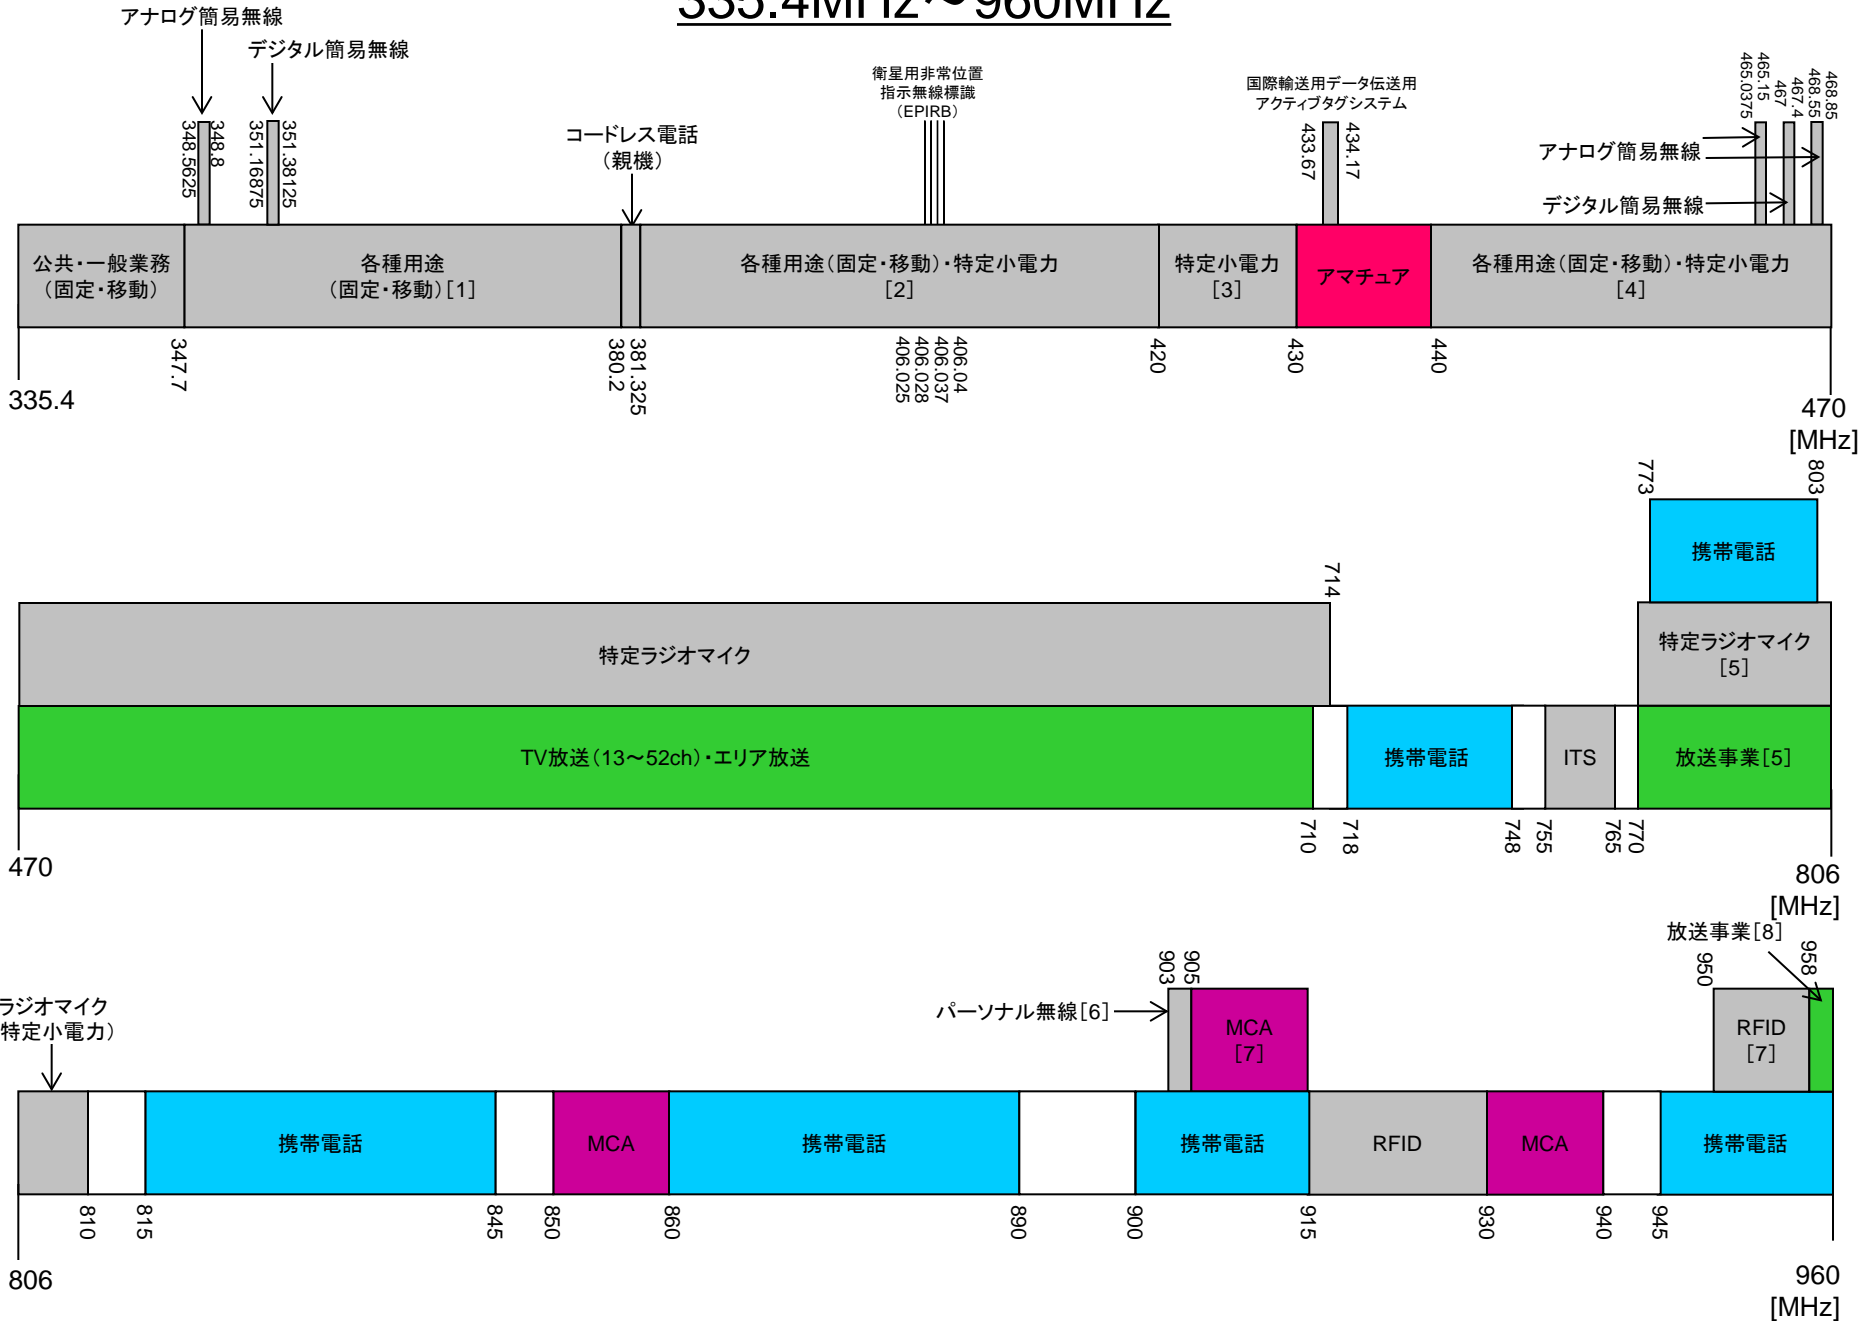 335.4MHz～960MHz
アナログ簡易無線
デジタル簡易無線
348.5625
348.8
351.16875
351.38125
コードレス電話
（親機）
衛星用非常位置
指示無線標識
（EPIRB）
国際輸送用データ伝送用
アクティブタグシステム
433.67
434.17
アナログ簡易無線
デジタル簡易無線
465.0375
465.15
467
467.4
468.55
468.85
公共・一般業務
（固定・移動）
各種用途
（固定・移動）[1]
各種用途（固定・移動）・特定小電力
[2]
特定小電力
[3]
アマチュア
各種用途（固定・移動）・特定小電力
[4]
335.4
347.7
380.2
381.325
406.025
406.028
406.037
406.04
420
430
440
470
[MHz]
773
803
携帯電話
714
特定ラジオマイク
特定ラジオマイク
[5]
TV放送（13～52ch）・エリア放送
携帯電話
ITS
放送事業[5]
470
710
718
748
755
765
770
806
[MHz]
放送事業[8]
903
905
950
958
ラジオマイク
特定小電力）
パーソナル無線[6]
MCA
[7]
RFID
[7]
携帯電話
MCA
携帯電話
携帯電話
RFID
MCA
携帯電話
806
810
815
845
850
860
890
900
915
930
940
945
960
[MHz]